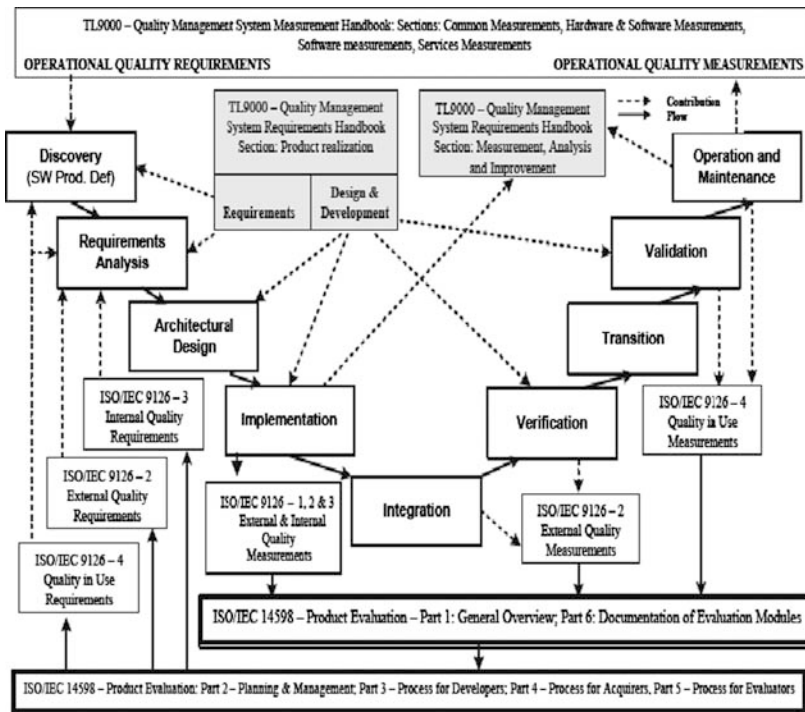 TL9000 – Quality Management System Measurement Handbook: Sections: Common Measurements, Hardware & Software Measurements,
Software measurements, Services Measurements
OPERATIONAL QUALITY REQUIREMENTS
OPERATIONAL QUALITY MEASUREMENTS
TL9000 – Quality Management
System Requirements Handbook
Section: Product realization
Requirements
Design &
Development
TL9000 – Quality Management
System Requirements Handbook
Section: Measurement, Analysis
and Improvement
Contribution
Flow
Discovery
(SW Prod. Def)
Operation and
Maintenance
Requirements
Analysis
Validation
Architectural
Design
Transition
ISO/IEC 9126 – 3
Internal Quality
Requirements
Implementation
Verification
ISO/IEC 9126 – 4
Quality in Use
Measurements
ISO/IEC 9126 – 2
External Quality
Requirements
Integration
ISO/IEC 9126 – 1, 2 & 3
External & Internal
Quality
Measurements
ISO/IEC 9126 – 2
External Quality
Measurements
ISO/IEC 9126 – 4
Quality in Use
Requirements
ISO/IEC 14598 – Product Evaluation – Part 1: General Overview; Part 6: Documentation of Evaluation Modules
ISO/IEC 14598 – Product Evaluation: Part 2 – Planning & Management; Part 3 – Process for Developers; Part 4 – Process for Acquirers, Part 5 – Process for Evaluators